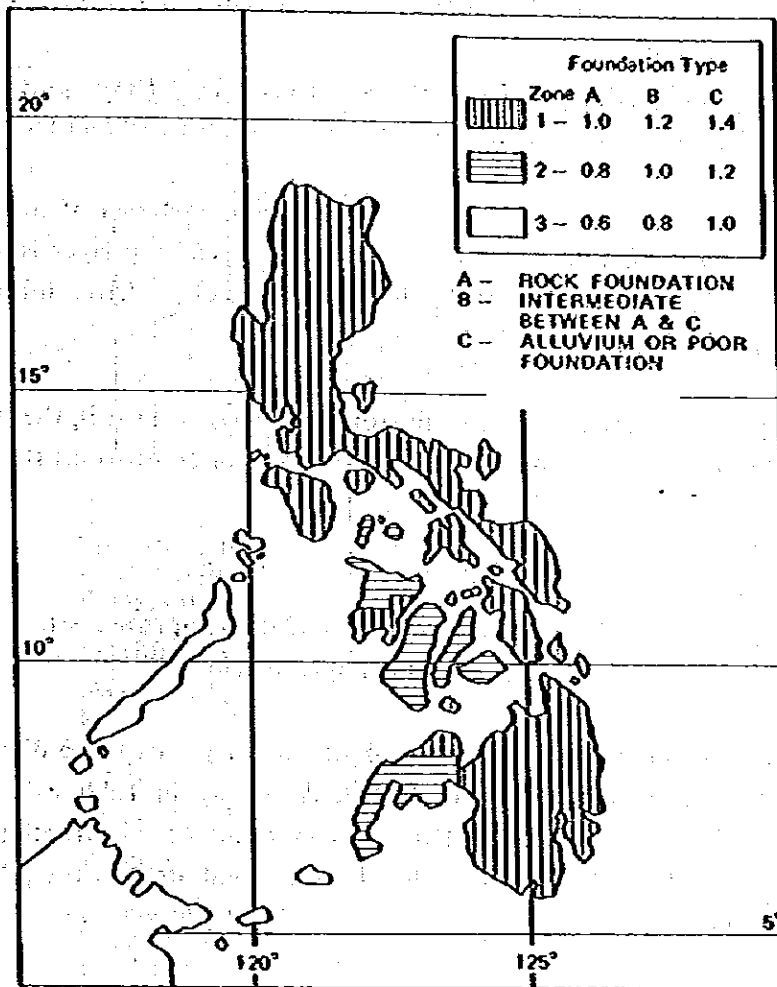 Foundation Type
Zone A B C
1 – 1.0 1.2 1.4
2 – 0.8 1.0 1.2
3 – 0.6 0.8 1.0
A – ROCK FOUNDATION
B – INTERMEDIATE
BETWEEN A & C
C – ALLUVIUM OR POOR
FOUNDATION
20°
15°
10°
5°
120° 125°